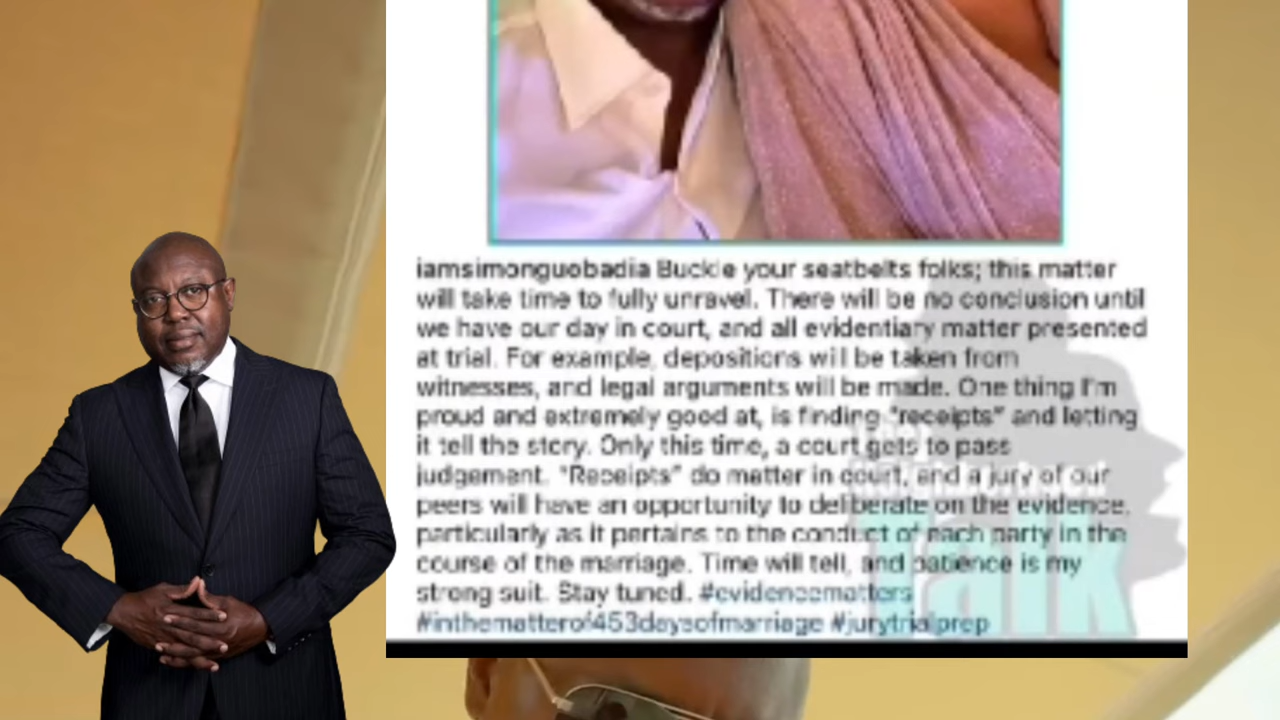 iamsimonguobadia Buckle your seatbelts folks; this matter
will take time to fully unravel. There will be no conclusion until
we have our day in court, and all evidentiary matter presented
at trial. For example, depositions will be taken from
witnesses, and legal arguments will be made. One thing I'm
proud and extremely good at, is finding "receipts" and letting
it tell the story. Only this time, a court gets to pass
judgement. "Receipts" do matter in court, and a jury of our
peers will have an opportunity to deliberate on the evidence,
particularly as it pertains to the conduct of each party in the
course of the marriage. Time will tell, and patience is my
strong suit. Stay tuned. #evidencematters
#inthematterof453daysofmarriage #jurytrialprep
Talk